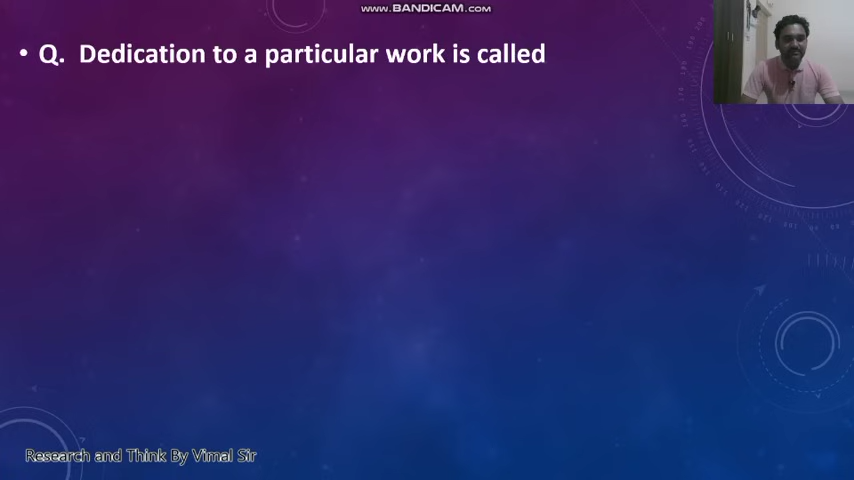 www.BANDICAM.com
• Q. Dedication to a particular work is called
Research and Think By Vimal Sir